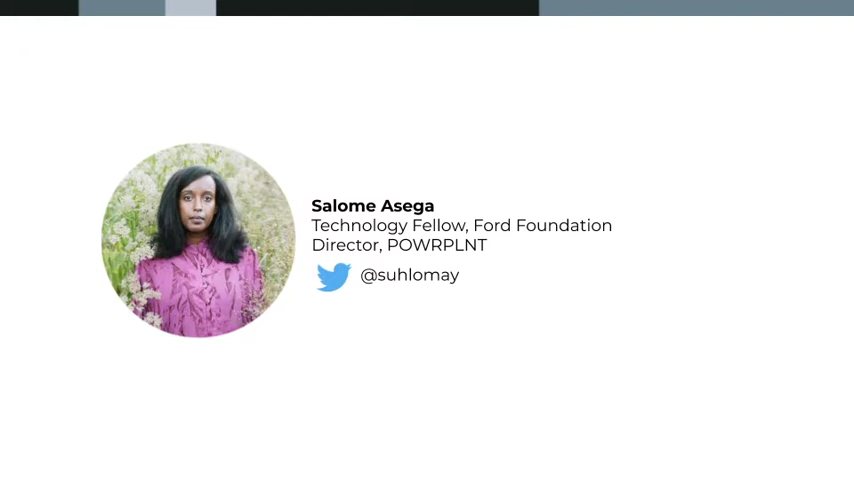 Salome Asega
Technology Fellow, Ford Foundation
Director, POWRPLNT
@suhlomay